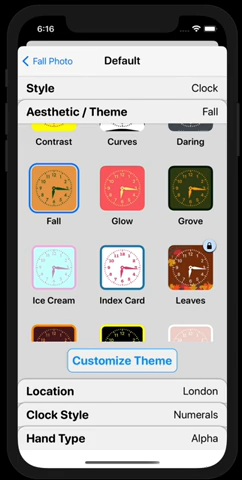 6:16
Fall Photo Default
Style Clock
Aesthetic / Theme Fall
Contrast Curves Daring
Fall Glow Grove
Ice Cream Index Card Leaves
Customize Theme
Location London
Clock Style Numerals
Hand Type Alpha